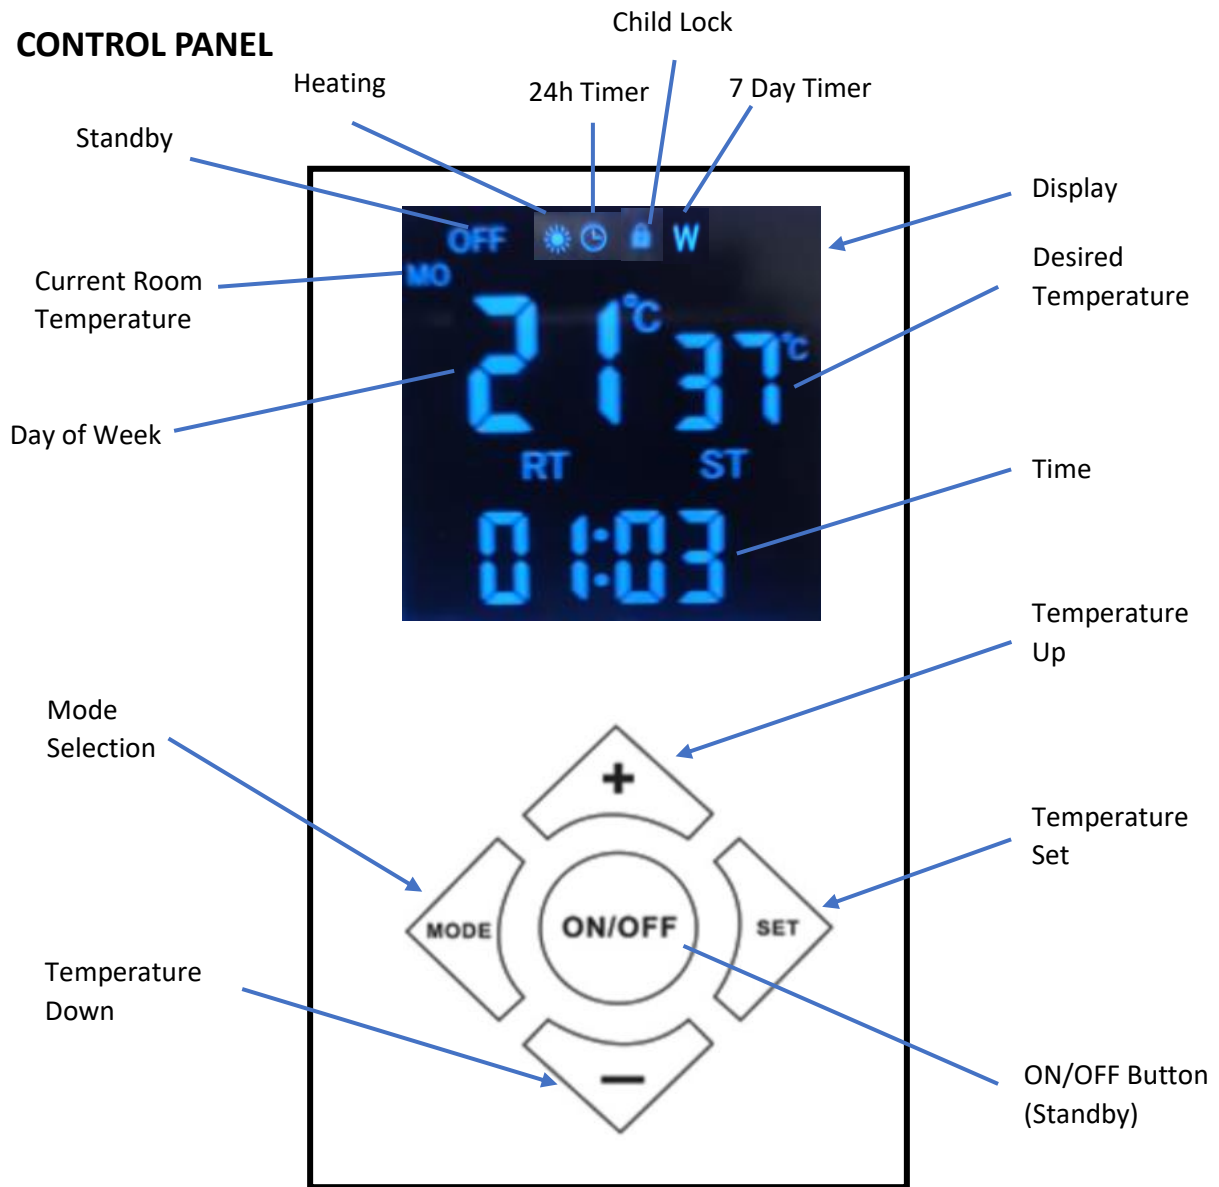 CONTROL PANEL
Child Lock
Heating
24h Timer
7 Day Timer
Standby
Display
OFF
W
MO
Current Room
Temperature
Desired
Temperature
21°C
37°C
Day of Week
RT
ST
Time
01:03
Temperature
Up
Mode
Selection
+
Temperature
Set
MODE
ON/OFF
SET
Temperature
Down
−
ON/OFF Button
(Standby)